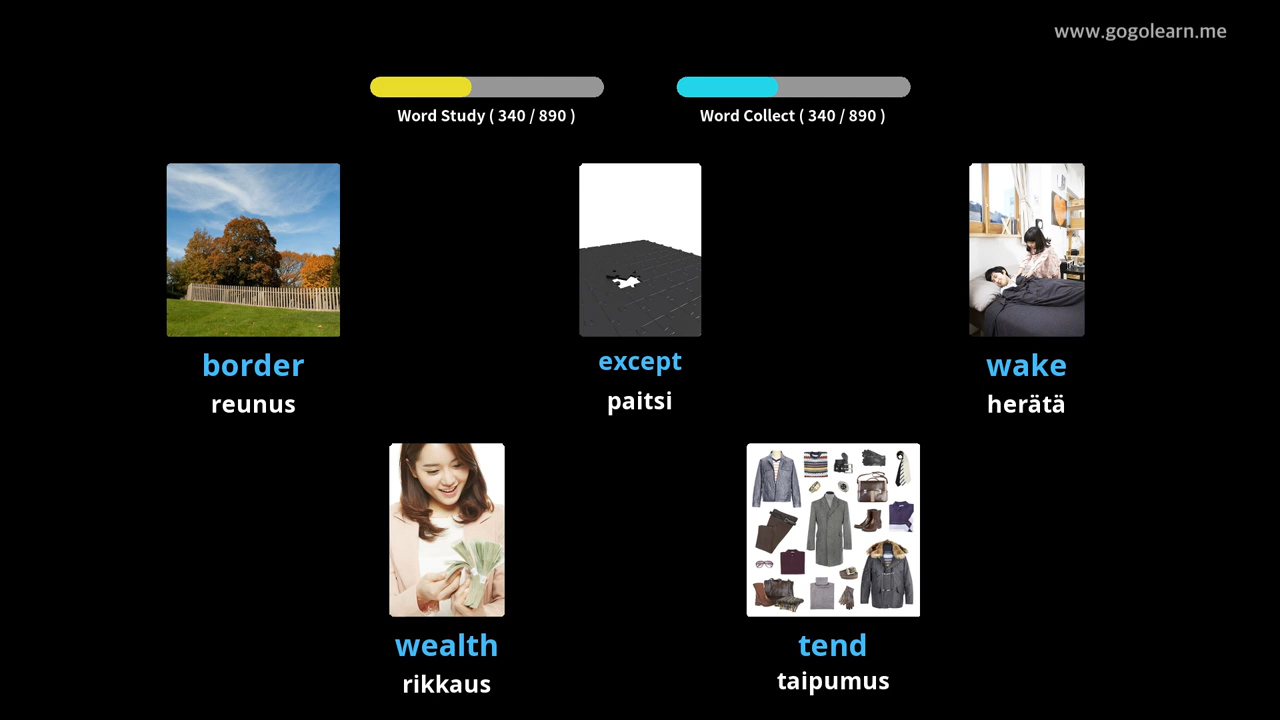 www.gogolearn.me
Word Study ( 340 / 890 )
Word Collect ( 340 / 890 )
border
reunus
except
paitsi
wake
herätä
wealth
rikkaus
tend
taipumus